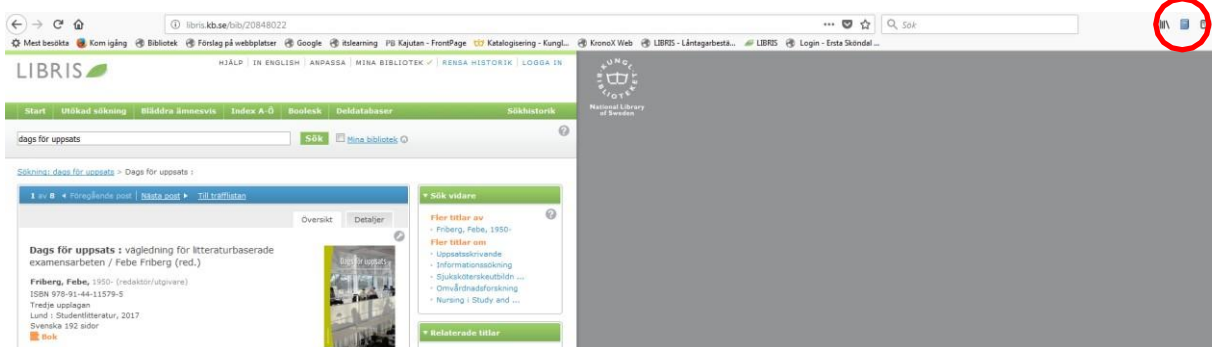 libris.kb.se/bib/20848022
Sök
Mest besökta Kom igång Bibliotek Förslag på webbplatser Google itslearning PB Kajutan - FrontPage Katalogisering - Kungl... KronoX Web LIBRIS - Låntagarbestä... LIBRIS Login - Ersta Sköndal ...
LIBRIS
HJÄLP | IN ENGLISH | ANPASSA | MINA BIBLIOTEK | RENSA HISTORIK | LOGGA IN
KUNGL.
BIBLIOTEKET
National Library
of Sweden
Start Utökad sökning Bläddra ämnesvis Index A-Ö Boolesk Deldatabaser Sökhistorik
dags för uppsats Sök Mina bibliotek
Sökning: dags för uppsats > Dags för uppsats :
1 av 8 Föregående post | Nästa post Till träfflistan
Översikt Detaljer
Dags för uppsats : vägledning för litteraturbaserade
examensarbeten / Febe Friberg (red.)
Friberg, Febe, 1950- (redaktör/utgivare)
ISBN 978-91-44-11579-5
Tredje upplagan
Lund : Studentlitteratur, 2017
Svenska 192 sidor
Bok
Dags för uppsats
Sök vidare
Fler titlar av
Friberg, Febe, 1950-
Fler titlar om
Uppsatsskrivande
Informationssökning
Sjuksköterskeutbildn ...
Omvårdnadsforskning
Nursing i Study and ...
Relaterade titlar